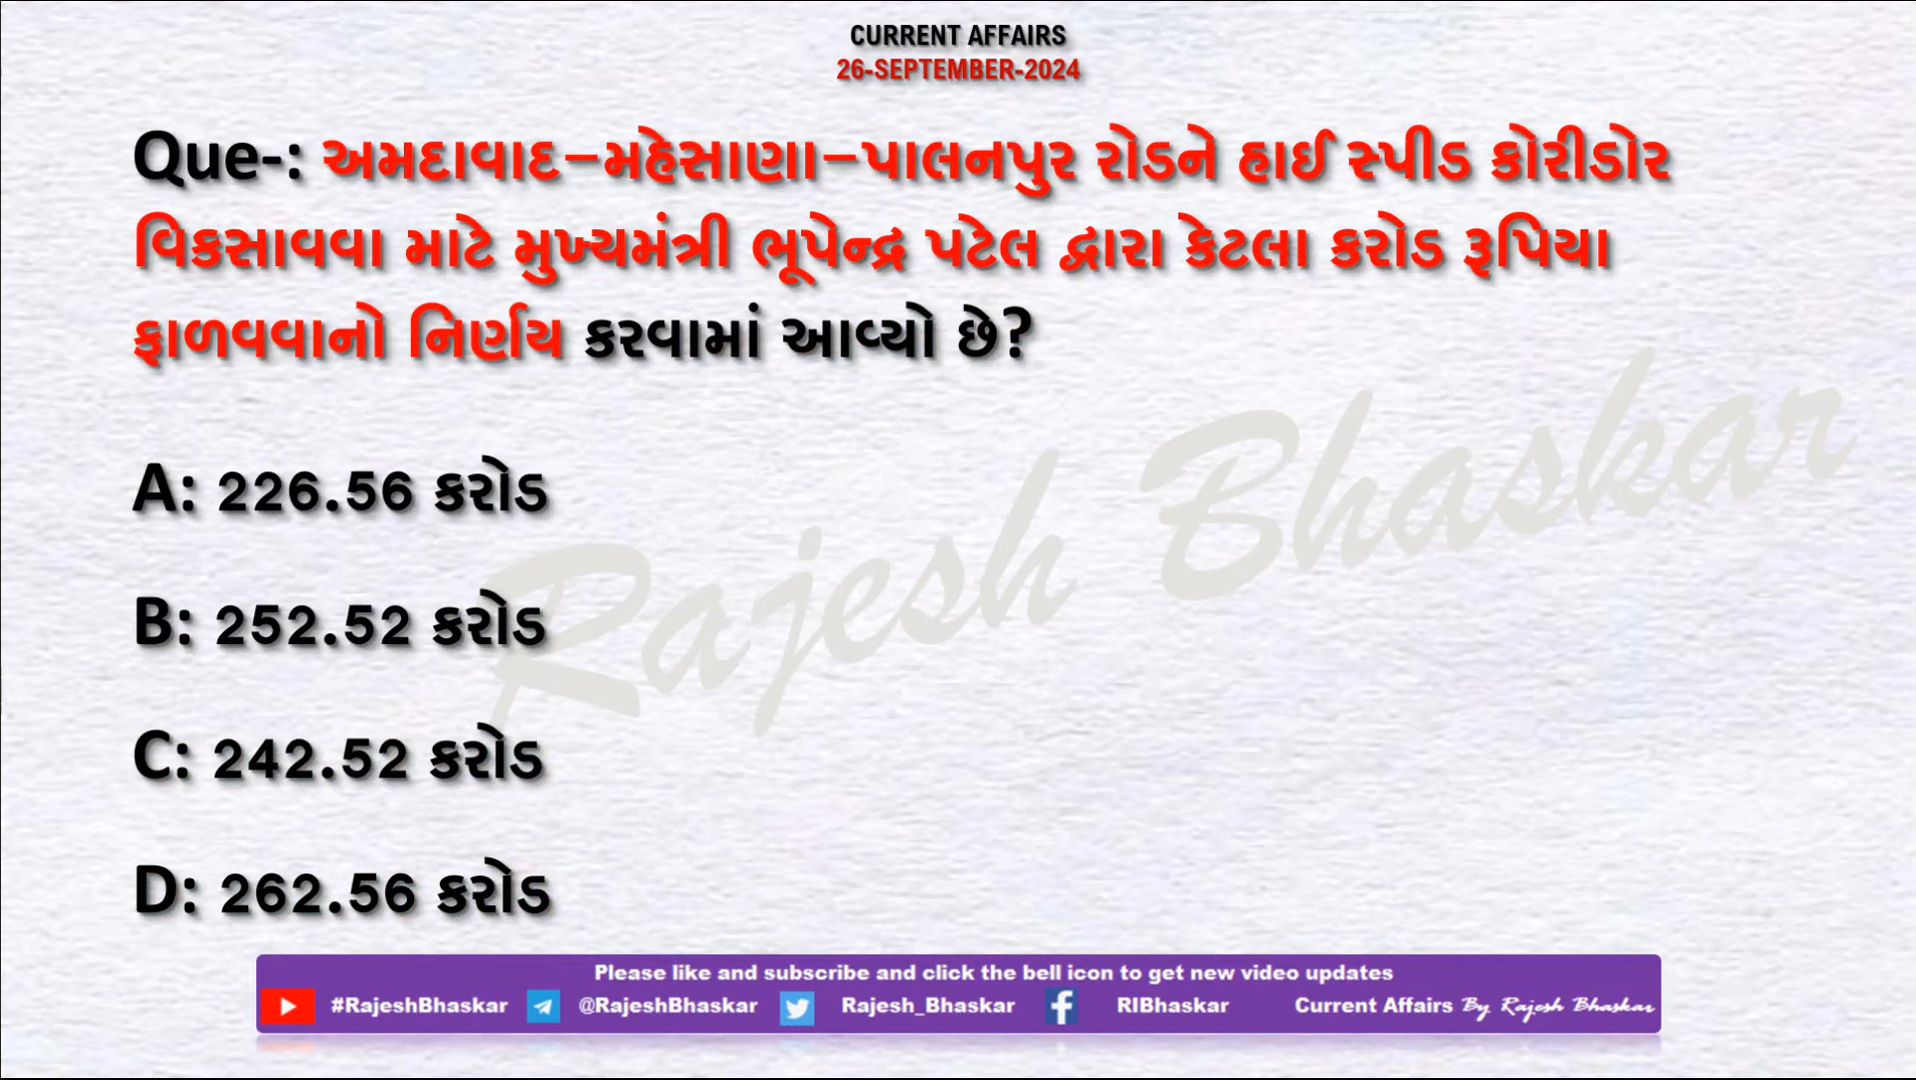 CURRENT AFFAIRS
26-SEPTEMBER-2024
Que-: અમદાવાદ-મહેસાણા-પાલનપુર રોડને હાઈ સ્પીડ કોરીડોર
વિકસાવવા માટે મુખ્યમંત્રી ભૂપેન્દ્ર પટેલ દ્વારા કેટલા કરોડ રૂપિયા
ફાળવવાનો નિર્ણય કરવામાં આવ્યો છે?
A: 226.56 કરોડ
B: 252.52 કરોડ
C: 242.52 કરોડ
D: 262.56 કરોડ
Rajesh Bhaskar
Please like and subscribe and click the bell icon to get new video updates
#RajeshBhaskar @RajeshBhaskar Rajesh_Bhaskar RIBhaskar Current Affairs By Rajesh Bhaskar